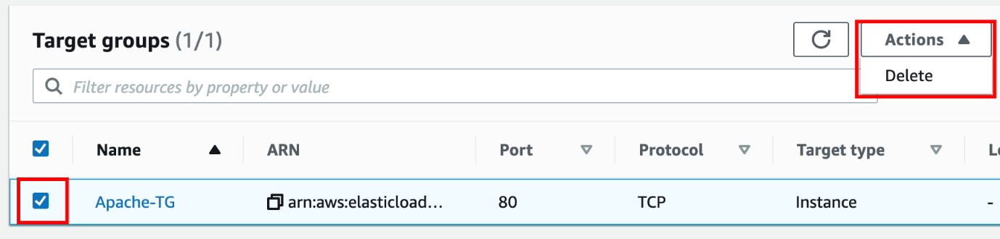 Target groups (1/1)
Actions
Filter resources by property or value
Delete
Name ARN Port Protocol Target type
Apache-TG arn:aws:elasticload... 80 TCP Instance -